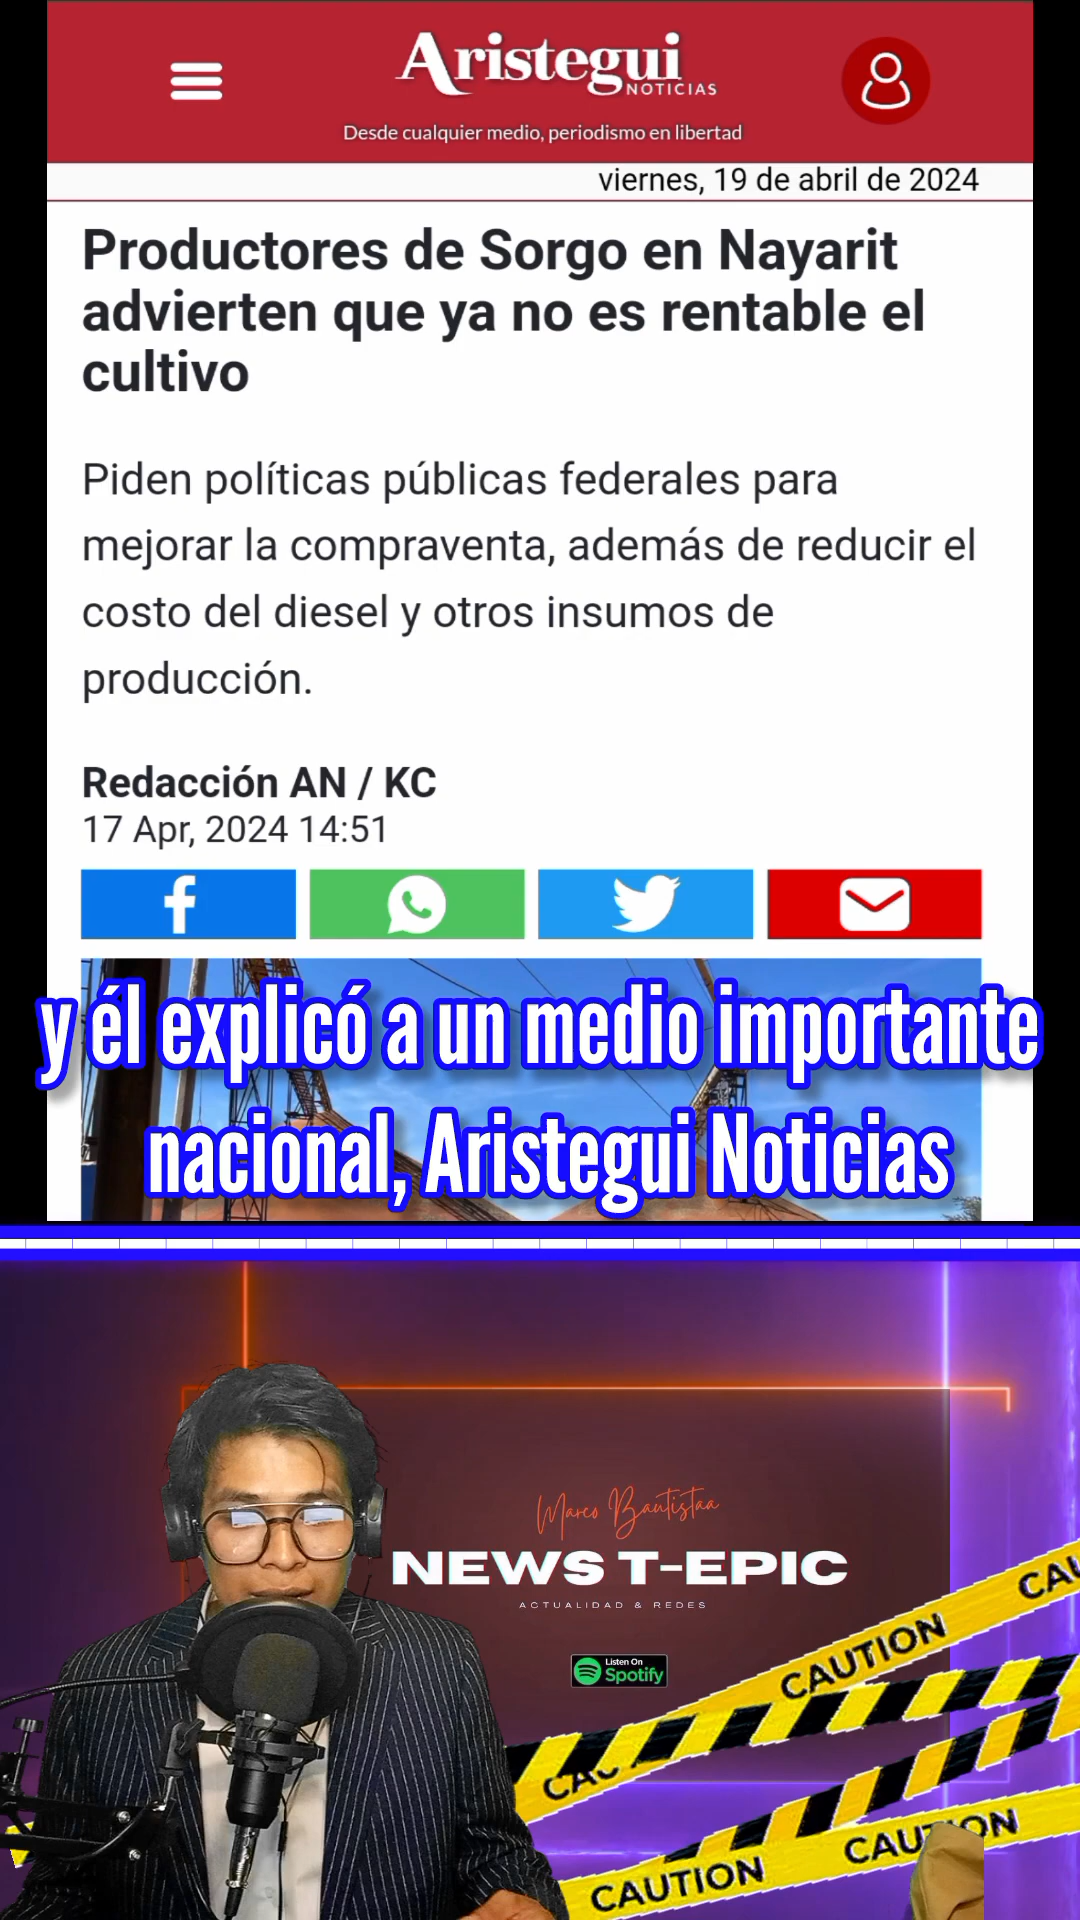 Aristegui
NOTICIAS
Desde cualquier medio, periodismo en libertad
viernes, 19 de abril de 2024
Productores de Sorgo en Nayarit
advierten que ya no es rentable el
cultivo
Piden políticas públicas federales para
mejorar la compraventa, además de reducir el
costo del diesel y otros insumos de
producción.
Redacción AN / KC
17 Apr, 2024 14:51
y él explicó a un medio importante
nacional, Aristegui Noticias
Marco Bautistaa
NEWS T-EPIC
ACTUALIDAD & REDES
Listen On
Spotify
CAU
CAUTION
CAU
CAUTION
CAUTION